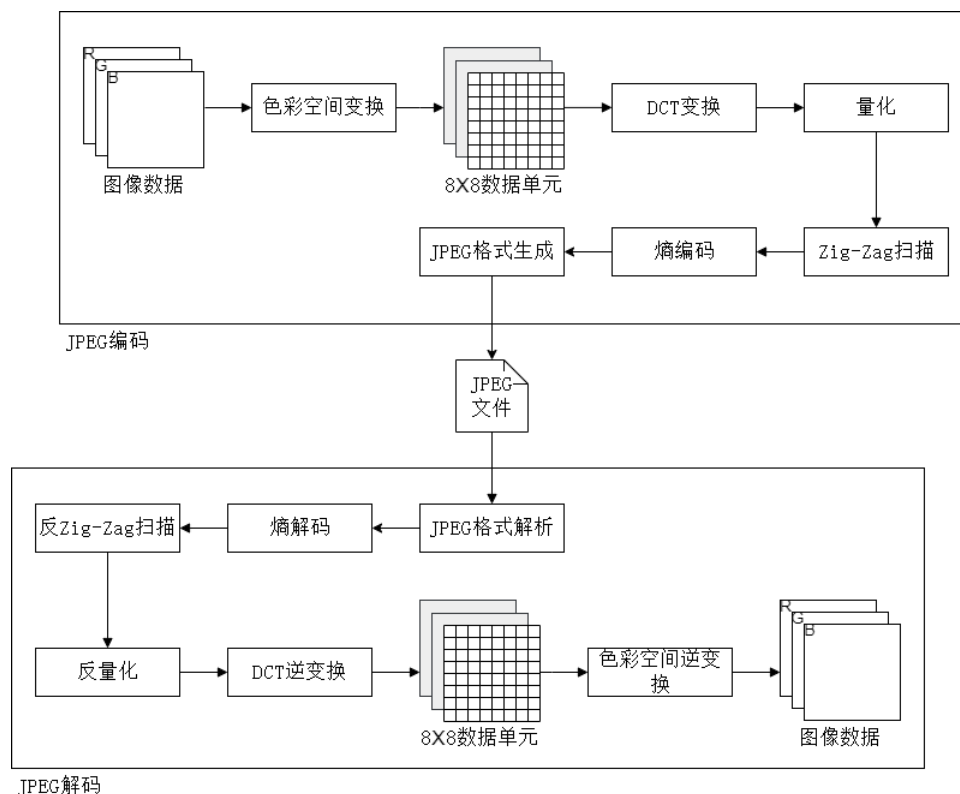 R
G
B
图像数据
色彩空间变换
8X8数据单元
DCT变换
量化
JPEG格式生成
熵编码
Zig-Zag扫描
JPEG编码
JPEG
文件
反Zig-Zag扫描
熵解码
JPEG格式解析
反量化
DCT逆变换
8X8数据单元
色彩空间逆变
换
R
G
B
图像数据
JPEG解码